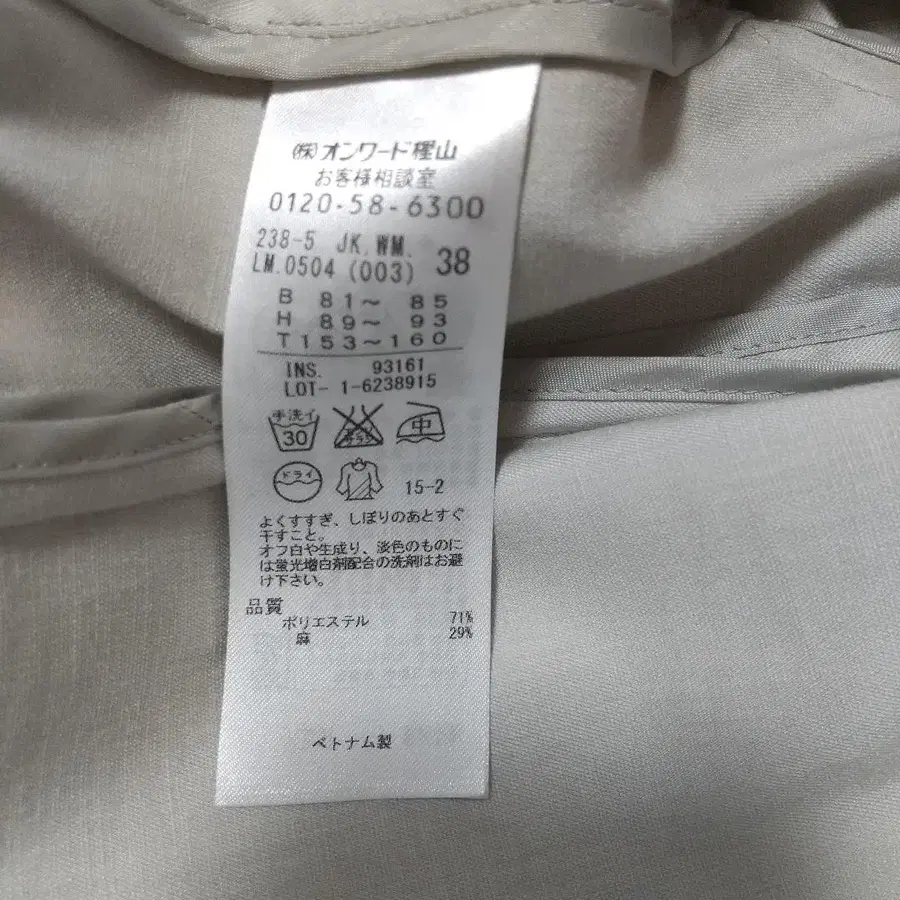 ㈱オンワード樫山
お客様相談室
0120-58-6300
238-5 JK.WM.
LM.0504 (003) 38
B 81～ 85
H 89～ 93
T 153～160
INS. 93161
LOT- 1-6238915
手洗イ
30
中
ドライ
15-2
よくすすぎ、しぼりのあとすぐ
干すこと。
オフ白や生成り、淡色のものに
は蛍光増白剤配合の洗剤はお避
け下さい。
品質
ポリエステル 71%
麻 29%
ベトナム製